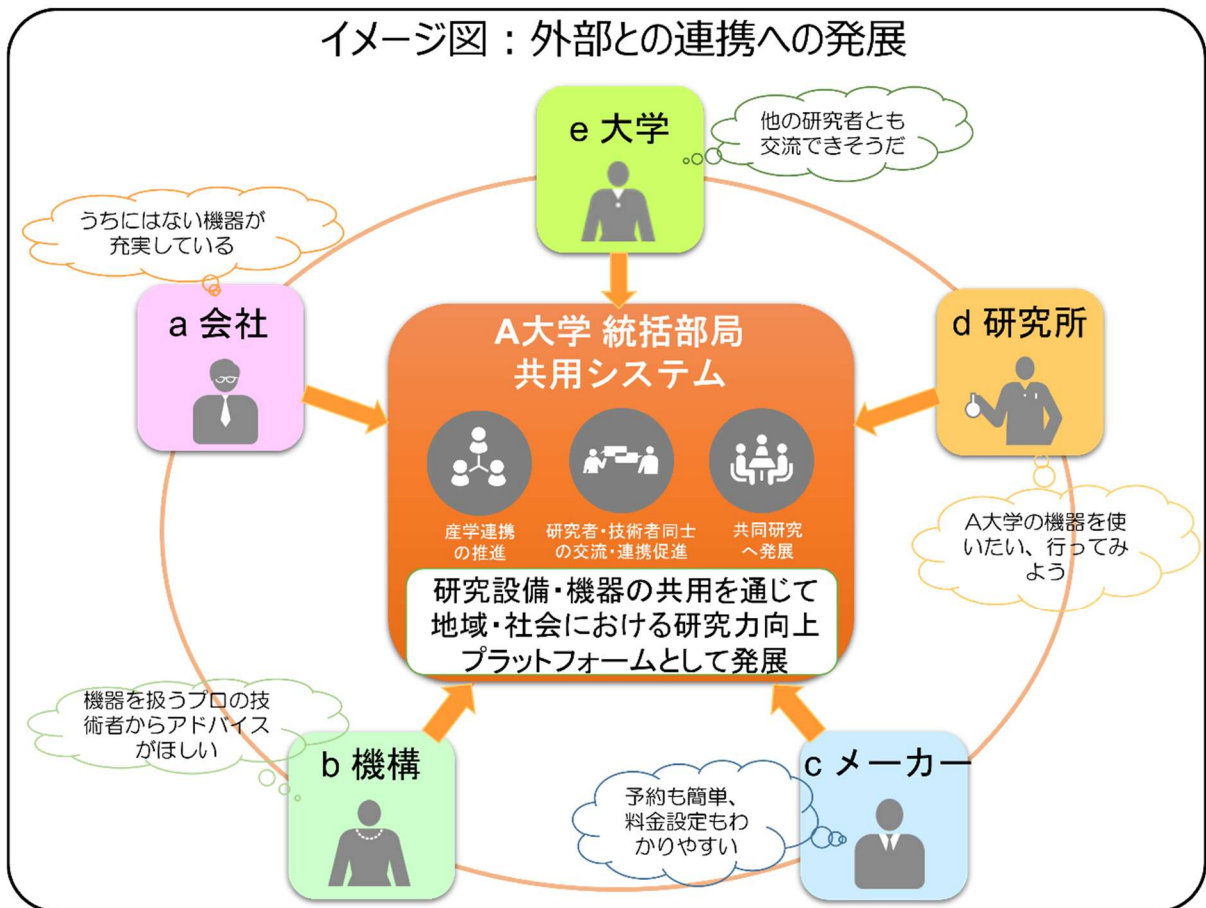 イメージ図：外部との連携への発展
e 大学
他の研究者とも
交流できそうだ
うちにはない機器が
充実している
a 会社
d 研究所
A大学 統括部局
共用システム
産学連携
の推進
研究者・技術者同士
の交流・連携促進
共同研究
へ発展
A大学の機器を使
いたい、行ってみ
よう
研究設備・機器の共用を通じて
地域・社会における研究力向上
プラットフォームとして発展
機器を扱うプロの技
術者からアドバイス
がほしい
b 機構
c メーカー
予約も簡単、
料金設定もわ
かりやすい